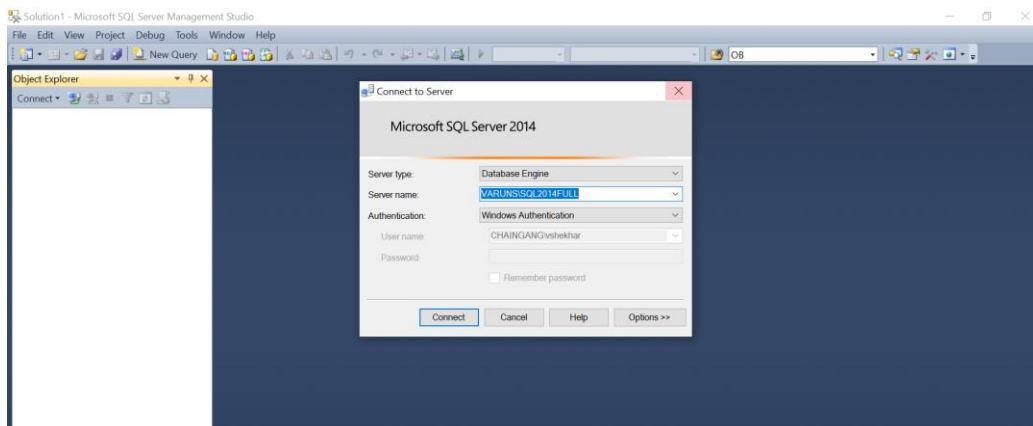 Solution1 - Microsoft SQL Server Management Studio
File Edit View Project Debug Tools Window Help
New Query OB
Object Explorer
Connect
Connect to Server
Microsoft SQL Server 2014
Server type: Database Engine
Server name: VARUNS\SQL2014FULL
Authentication: Windows Authentication
User name: CHAINGANG\vshekhar
Password:
Remember password
Connect Cancel Help Options >>